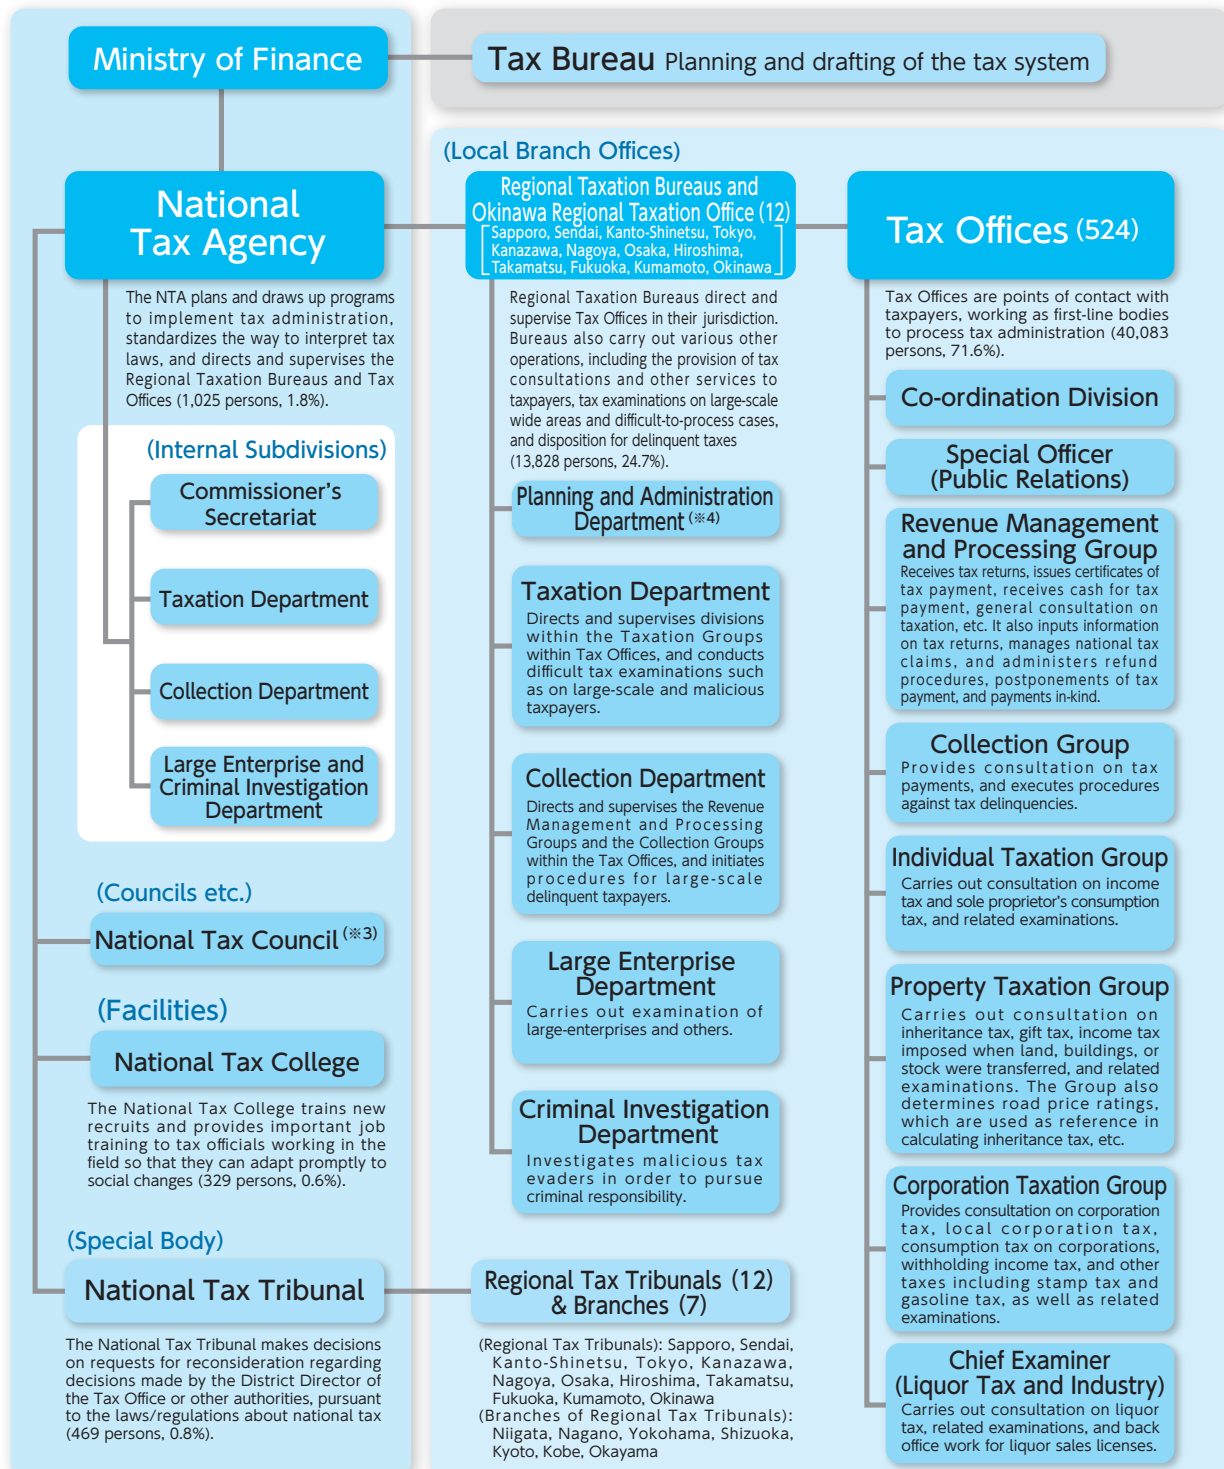 Ministry of Finance
Tax Bureau Planning and drafting of the tax system
National
Tax Agency
The NTA plans and draws up programs
to implement tax administration,
standardizes the way to interpret tax
laws, and directs and supervises the
Regional Taxation Bureaus and Tax
Offices (1,025 persons, 1.8%).
(Internal Subdivisions)
Commissioner's
Secretariat
Taxation Department
Collection Department
Large Enterprise and
Criminal Investigation
Department
(Councils etc.)
National Tax Council (※3)
(Facilities)
National Tax College
The National Tax College trains new
recruits and provides important job
training to tax officials working in the
field so that they can adapt promptly to
social changes (329 persons, 0.6%).
(Special Body)
National Tax Tribunal
The National Tax Tribunal makes decisions
on requests for reconsideration regarding
decisions made by the District Director of
the Tax Office or other authorities, pursuant
to the laws/regulations about national tax
(469 persons, 0.8%).
(Local Branch Offices)
Regional Taxation Bureaus and
Okinawa Regional Taxation Office (12)
[Sapporo, Sendai, Kanto-Shinetsu, Tokyo,
Kanazawa, Nagoya, Osaka, Hiroshima,
Takamatsu, Fukuoka, Kumamoto, Okinawa]
Regional Taxation Bureaus direct and
supervise Tax Offices in their jurisdiction.
Bureaus also carry out various other
operations, including the provision of tax
consultations and other services to
taxpayers, tax examinations on large-scale
wide areas and difficult-to-process cases,
and disposition for delinquent taxes
(13,828 persons, 24.7%).
Planning and Administration
Department (※4)
Taxation Department
Directs and supervises divisions
within the Taxation Groups
within Tax Offices, and conducts
difficult tax examinations such
as on large-scale and malicious
taxpayers.
Collection Department
Directs and supervises the Revenue
Management and Processing
Groups and the Collection Groups
within the Tax Offices, and initiates
procedures for large-scale
delinquent taxpayers.
Large Enterprise
Department
Carries out examination of
large-enterprises and others.
Criminal Investigation
Department
Investigates malicious tax
evaders in order to pursue
criminal responsibility.
Regional Tax Tribunals (12)
& Branches (7)
(Regional Tax Tribunals): Sapporo, Sendai,
Kanto-Shinetsu, Tokyo, Kanazawa,
Nagoya, Osaka, Hiroshima, Takamatsu,
Fukuoka, Kumamoto, Okinawa
(Branches of Regional Tax Tribunals):
Niigata, Nagano, Yokohama, Shizuoka,
Kyoto, Kobe, Okayama
Tax Offices (524)
Tax Offices are points of contact with
taxpayers, working as first-line bodies
to process tax administration (40,083
persons, 71.6%).
Co-ordination Division
Special Officer
(Public Relations)
Revenue Management
and Processing Group
Receives tax returns, issues certificates of
tax payment, receives cash for tax
payment, general consultation on
taxation, etc. It also inputs information
on tax returns, manages national tax
claims, and administers refund
procedures, postponements of tax
payment, and payments in-kind.
Collection Group
Provides consultation on tax
payments, and executes procedures
against tax delinquencies.
Individual Taxation Group
Carries out consultation on income
tax and sole proprietor's consumption
tax, and related examinations.
Property Taxation Group
Carries out consultation on
inheritance tax, gift tax, income tax
imposed when land, buildings, or
stock were transferred, and related
examinations. The Group also
determines road price ratings,
which are used as reference in
calculating inheritance tax, etc.
Corporation Taxation Group
Provides consultation on corporation
tax, local corporation tax,
consumption tax on corporations,
withholding income tax, and other
taxes including stamp tax and
gasoline tax, as well as related
examinations.
Chief Examiner
(Liquor Tax and Industry)
Carries out consultation on liquor
tax, related examinations, and back
office work for liquor sales licenses.